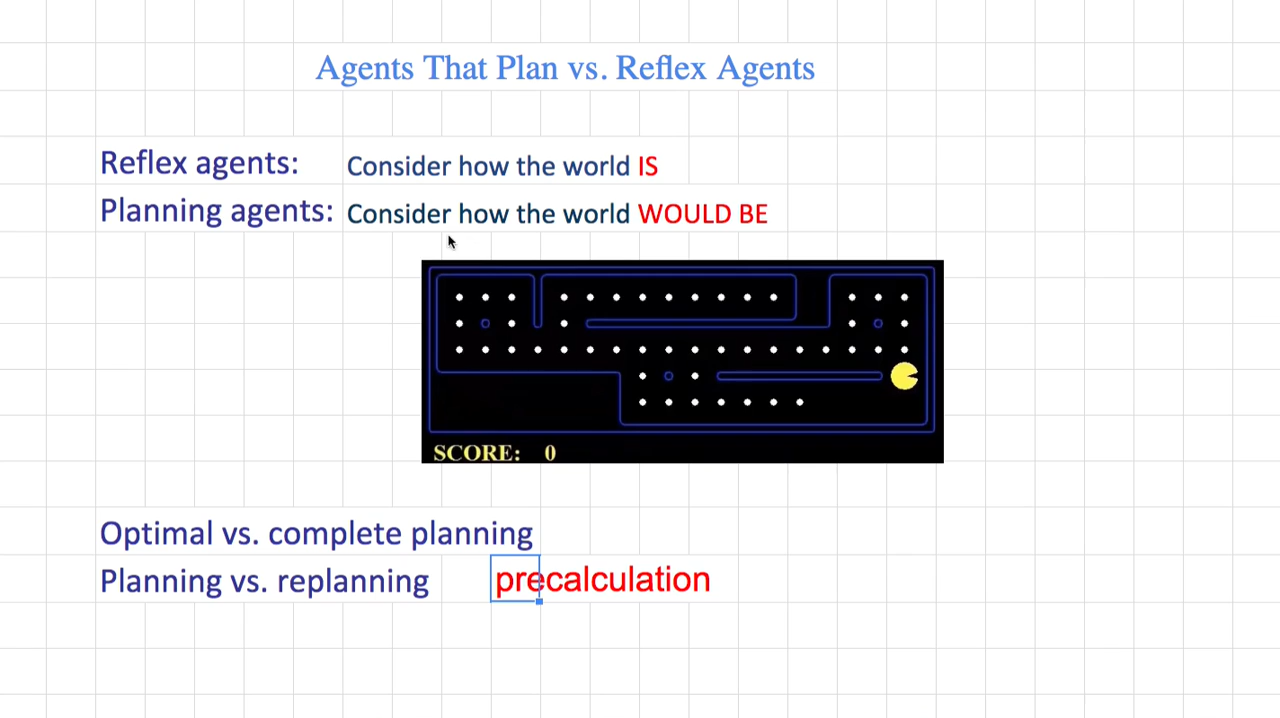 Agents That Plan vs. Reflex Agents
Reflex agents: Consider how the world IS
Planning agents: Consider how the world WOULD BE
SCORE: 0
Optimal vs. complete planning
Planning vs. replanning precalculation